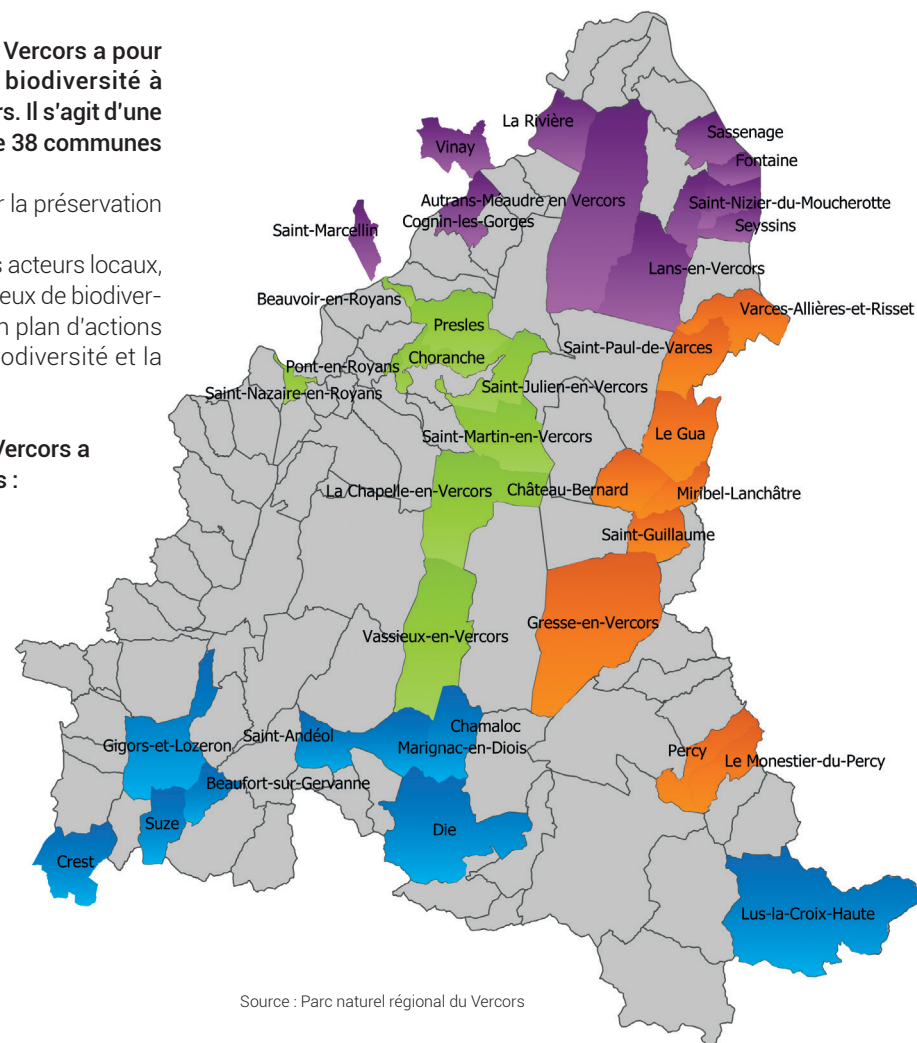 Vercors a pour
biodiversité à
rs. Il s'agit d'une
e 38 communes
r la préservation
s acteurs locaux,
eux de biodiver-
n plan d'actions
odiversité et la
Vercors a
s :
La Rivière
Sassenage
Vinay
Fontaine
Autrans-Méaudre en Vercors
Saint-Nizier-du-Moucherotte
Cognin-les-Gorges
Seyssins
Saint-Marcellin
Lans-en-Vercors
Beauvoir-en-Royans
Varces-Allières-et-Risset
Presles
Saint-Paul-de-Varces
Choranche
Pont-en-Royans
Saint-Nazaire-en-Royans
Saint-Julien-en-Vercors
Saint-Martin-en-Vercors
Le Gua
La Chapelle-en-Vercors
Château-Bernard
Miribel-Lanchâtre
Saint-Guillaume
Gresse-en-Vercors
Vassieux-en-Vercors
Chamaloc
Saint-Andéol
Marignac-en-Diois
Gigors-et-Lozeron
Percy
Le Monestier-du-Percy
Beaufort-sur-Gervanne
Suze
Die
Crest
Lus-la-Croix-Haute
Source : Parc naturel régional du Vercors